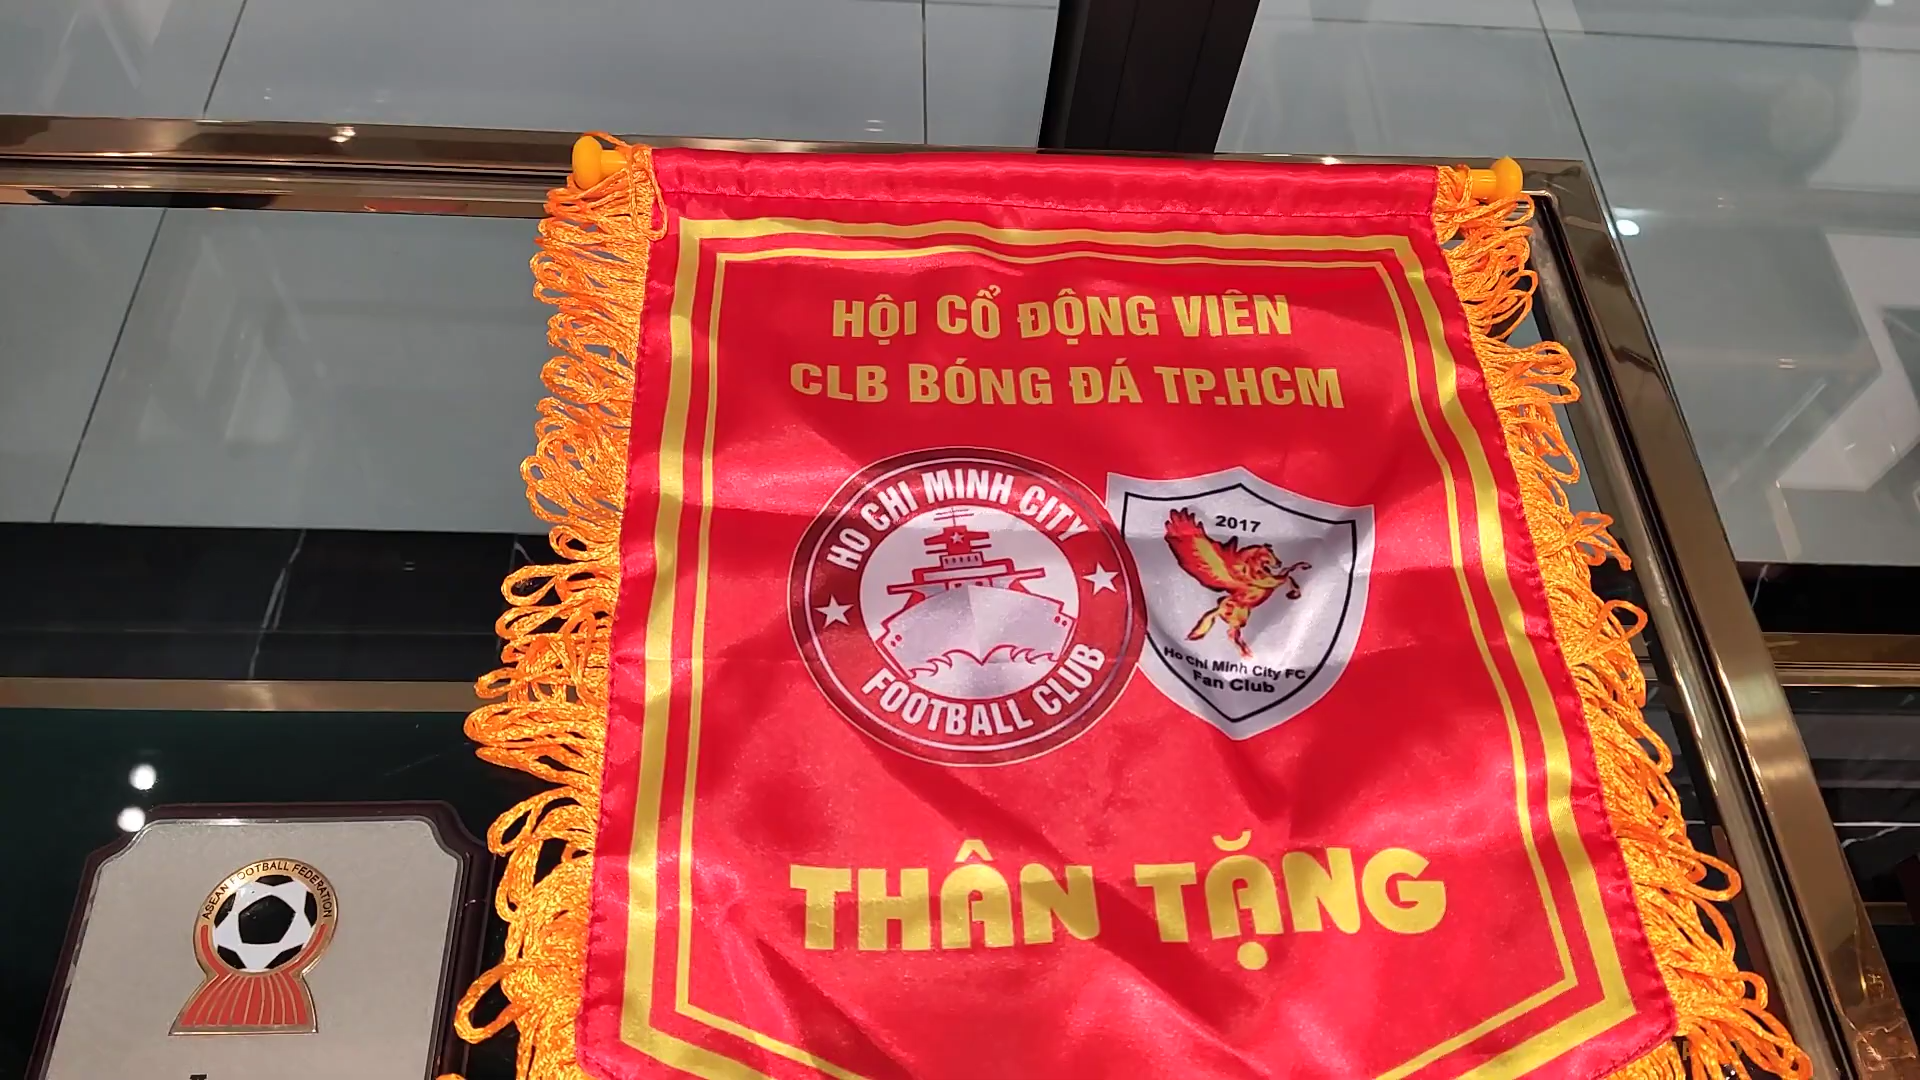 HỘI CỔ ĐỘNG VIÊN
CLB BÓNG ĐÁ TP.HCM
HO CHI MINH CITY
FOOTBALL CLUB
2017
Ho Chi Minh City FC
Fan Club
THÂN TẶNG
ASEAN FOOTBALL FEDERATION